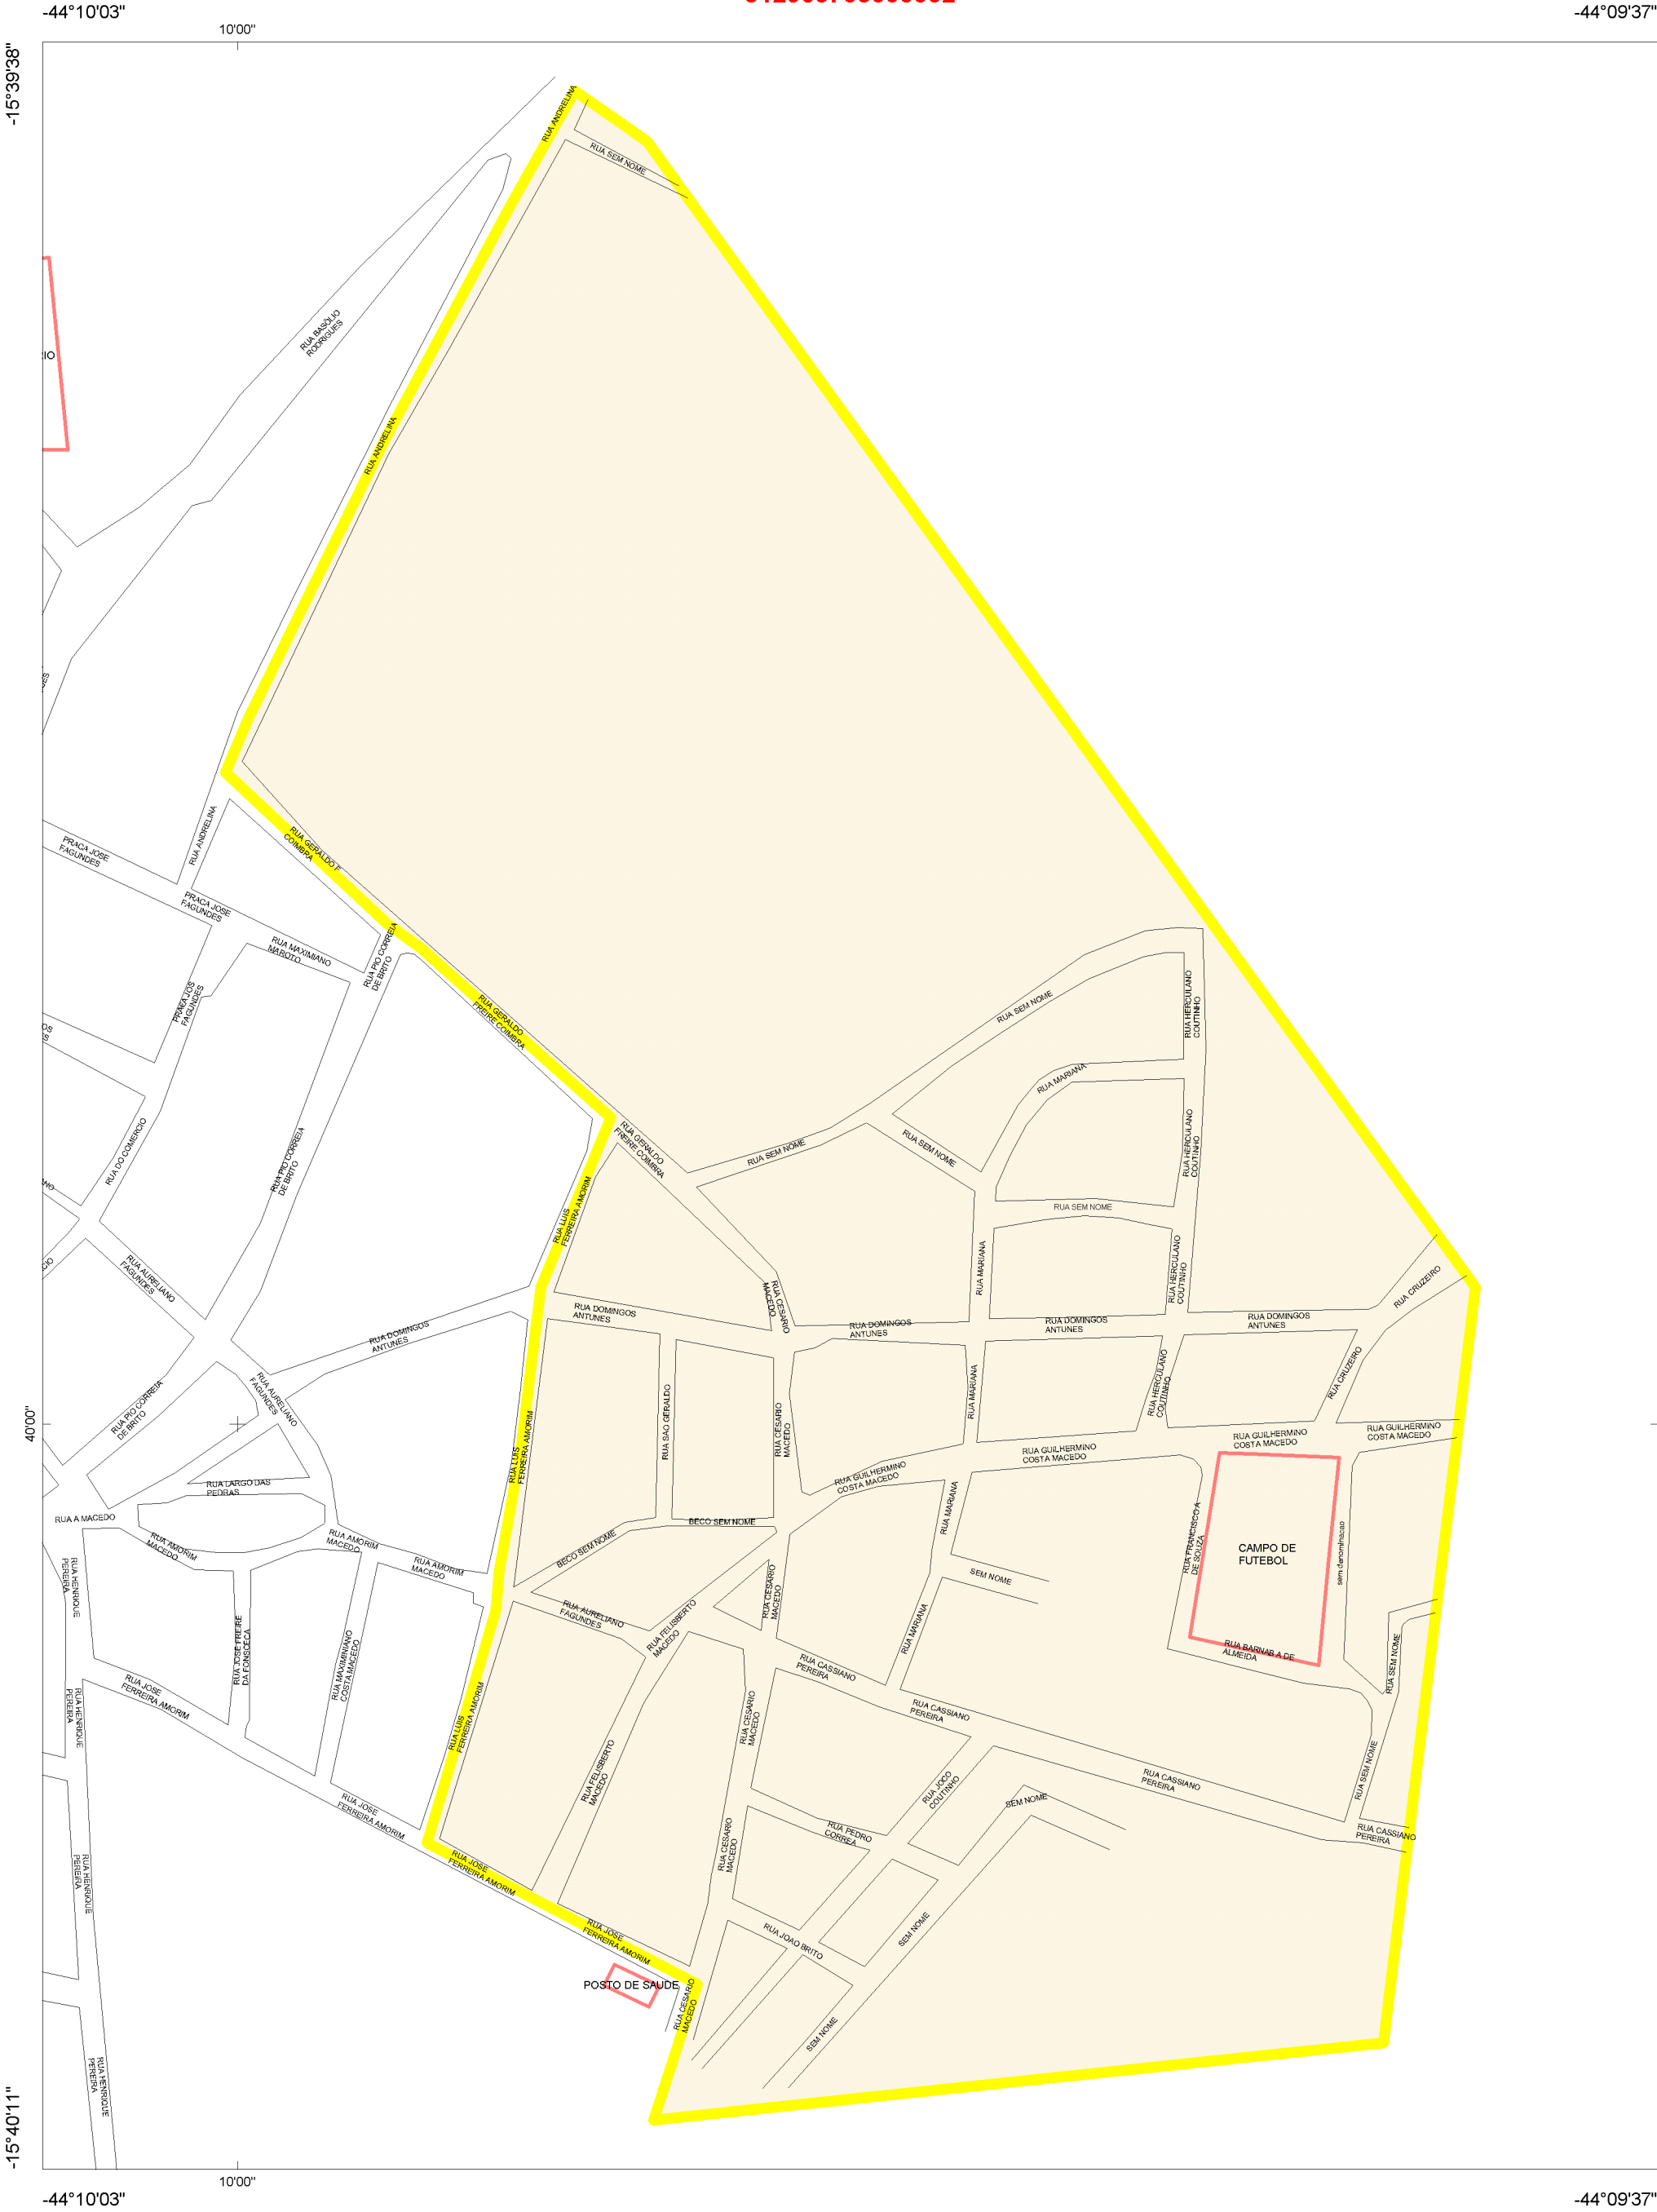 -44°10'03"
-44°09'37"
10'00"
-15°39'38"
RUA ANDRELINA
RUA SEM NOME
RUA BASÕLIO
RODRIGUES
RIO
RUA ANDRELINA
RUA GERALDO F
COIMBRA
RUA ANDRELINA
PRACA JOSE
FAGUNDES
PRACA JOSE
FAGUNDES
RUA MAXIMIANO
MAROTO
RUA PIO CORREIA
DE BRITO
PRACA JOS
FAGUNDES
RUA GERALDO
FREIRE COIMBRA
RUA SEM NOME
RUA HERCULANO
COUTINHO
RUA MARIANA
RUA DO COMERCIO
RUA PIO CORREIA
DE BRITO
RUA GERALDO
FREIRE COIMBRA
RUA SEM NOME
RUA SEM NOME
RUA HERCULANO
COUTINHO
RUA LUIS
FERREIRA AMORIM
RUA SEM NOME
RUA AURELIANO
FAGUNDES
RUA MARIANA
RUA HERCULANO
COUTINHO
RUA CRUZEIRO
RUA CESARIO
MACEDO
RUA DOMINGOS
ANTUNES
RUA DOMINGOS
ANTUNES
RUA DOMINGOS
ANTUNES
RUA DOMINGOS
ANTUNES
RUA DOMINGOS
ANTUNES
RUA AURELIANO
FAGUNDES
RUA SAO GERALDO
RUA MARIANA
RUA HERCULANO
COUTINHO
RUA CRUZEIRO
RUA PIO CORREIA
DE BRITO
40'00"
RUA CESARIO
MACEDO
RUA GUILHERMINO
COSTA MACEDO
RUA GUILHERMINO
COSTA MACEDO
RUA GUILHERMINO
COSTA MACEDO
RUA LUIS
FERREIRA AMORIM
RUA GUILHERMINO
COSTA MACEDO
RUA LARGO DAS
PEDRAS
RUA A MACEDO
RUA AMORIM
MACEDO
RUA AMORIM
MACEDO
RUA AMORIM
MACEDO
BECO SEM NOME
BECO SEM NOME
RUA MARIANA
RUA FRANCISCO A
DE SOUZA
CAMPO DE
FUTEBOL
sem denominacao
SEM NOME
RUA HENRIQUE
PEREIRA
RUA CESARIO
MACEDO
RUA AURELIANO
FAGUNDES
RUA FELISBERTO
MACEDO
RUA MARIANA
RUA BARNAB A DE
ALMEIDA
RUA SEM NOME
RUA JOSE FREIRE
DA FONSECA
RUA MAXIMINIANO
COSTA MACEDO
RUA CASSIANO
PEREIRA
RUA JOSE
FERREIRA AMORIM
RUA HENRIQUE
PEREIRA
RUA LUIS
FERREIRA AMORIM
RUA CESARIO
MACEDO
RUA CASSIANO
PEREIRA
RUA FELISBERTO
MACEDO
RUA JOCO
COUTINHO
RUA CASSIANO
PEREIRA
RUA SEM NOME
RUA JOSE
FERREIRA AMORIM
SEM NOME
RUA PEDRO
CORREA
RUA CASSIANO
PEREIRA
RUA CESARIO
MACEDO
RUA JOSE
FERREIRA AMORIM
RUA HENRIQUE
PEREIRA
RUA JOSE
FERREIRA AMORIM
RUA JOAO BRITO
SEM NOME
POSTO DE SAUDE
RUA CESARIO
MACEDO
SEM NOME
RUA HENRIQUE
PEREIRA
-15°40'11"
10'00"
-44°10'03"
-44°09'37"